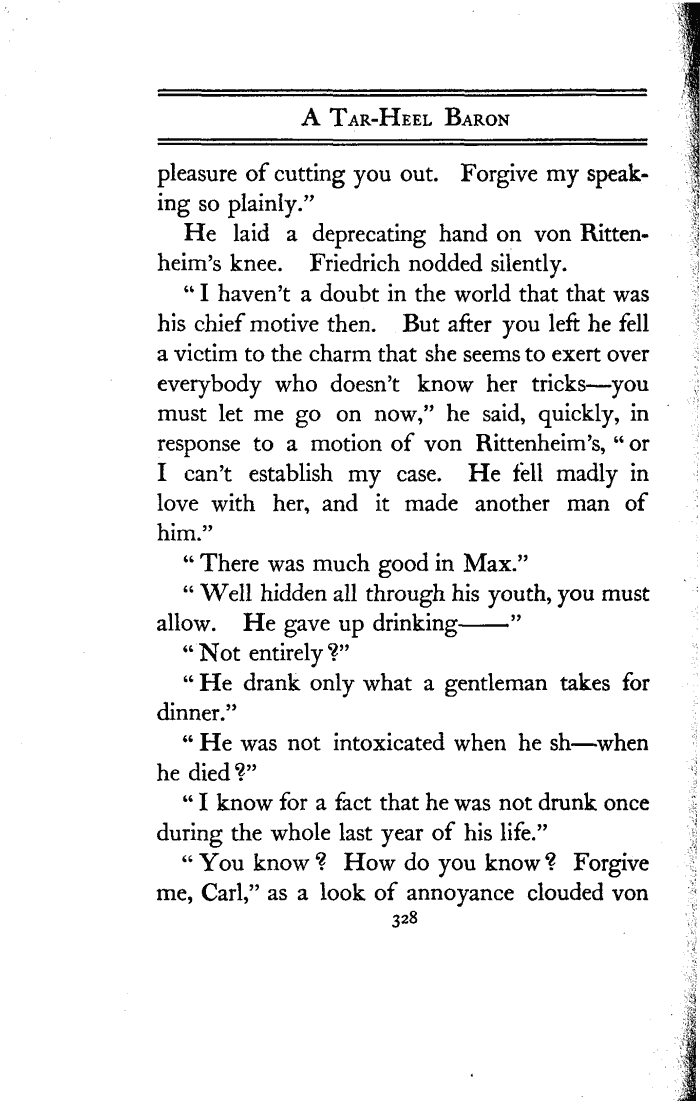 A Tar-Heel Baron
pleasure of cutting you out. Forgive my speak-
ing so plainly.”
He laid a deprecating hand on von Ritten-
heim’s knee. Friedrich nodded silently.
“I haven’t a doubt in the world that that was
his chief motive then. But after you left he fell
a victim to the charm that she seems to exert over
everybody who doesn’t know her tricks—you
must let me go on now,” he said, quickly, in
response to a motion of von Rittenheim’s, “or
I can’t establish my case. He fell madly in
love with her, and it made another man of
him.”
“There was much good in Max.”
“Well hidden all through his youth, you must
allow. He gave up drinking——”
“Not entirely?”
“He drank only what a gentleman takes for
dinner.”
“He was not intoxicated when he sh—when
he died?”
“I know for a fact that he was not drunk once
during the whole last year of his life.”
“You know? How do you know? Forgive
me, Carl,” as a look of annoyance clouded von
328